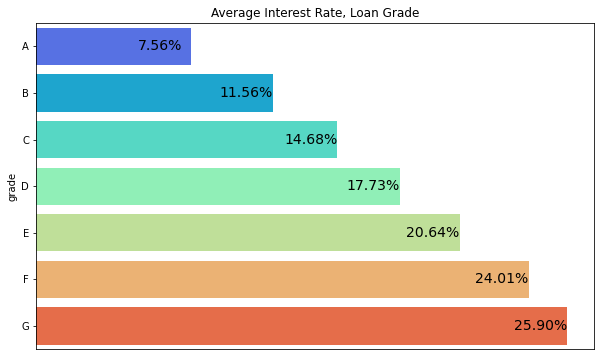 Average Interest Rate, Loan Grade
A
7.56%
B
11.56%
C
14.68%
grade
D
17.73%
E
20.64%
F
24.01%
G
25.90%